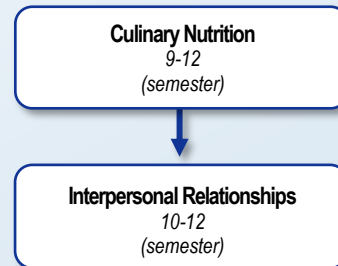 Culinary Nutrition
9-12
(semester)
Interpersonal Relationships
10-12
(semester)